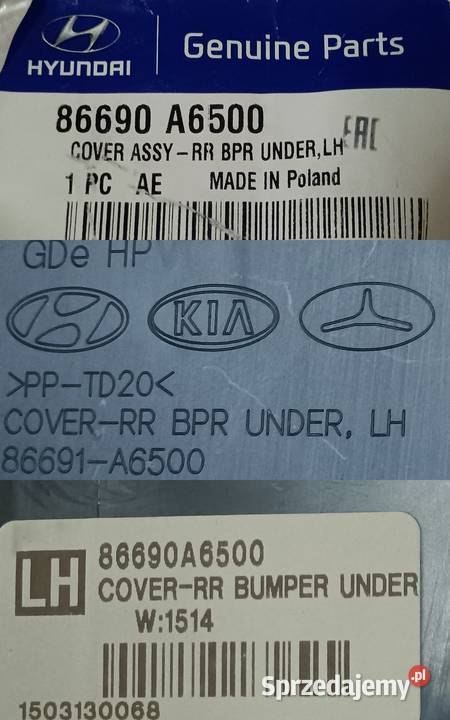 HYUNDAI
Genuine Parts
86690 A6500
COVER ASSY-RR BPR UNDER,LH
EAC
1 PC AE MADE IN Poland
GDe HP
KIA
>PP-TD20<
COVER-RR BPR UNDER, LH
86691-A6500
LH
86690A6500
COVER-RR BUMPER UNDER
W:1514
1503130068
Sprzedajemy.pl